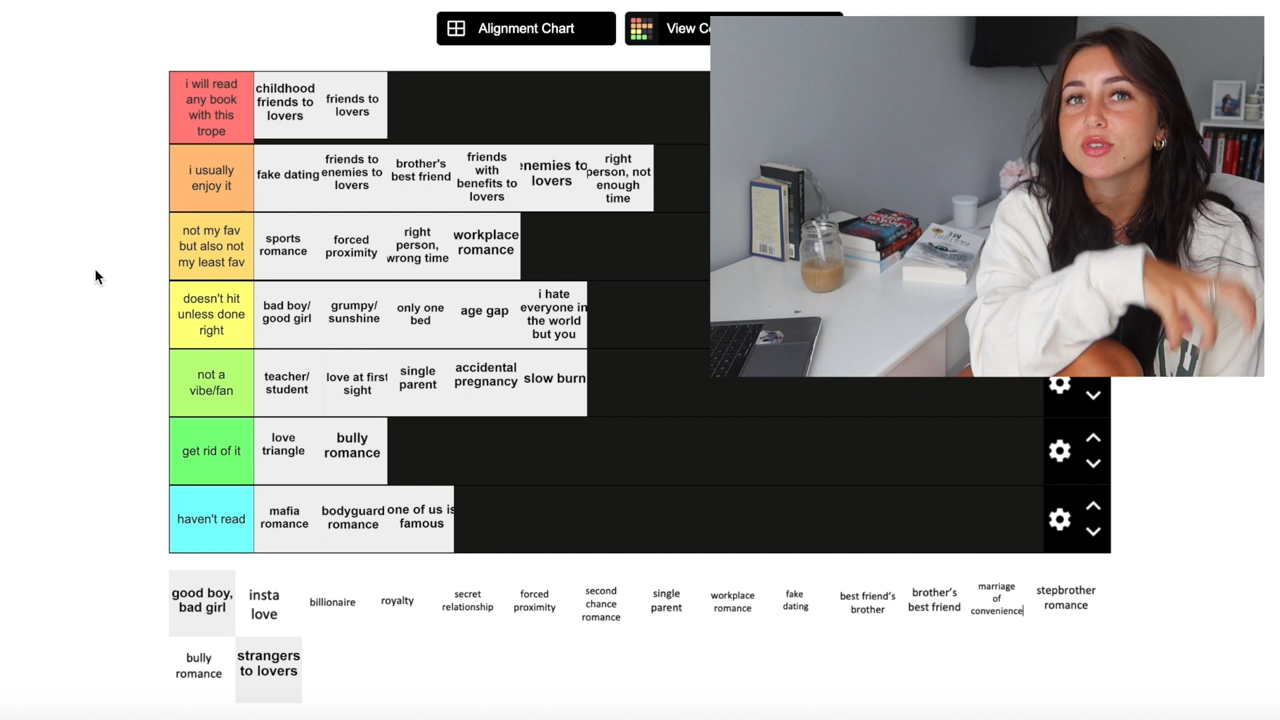 Alignment Chart
View Co
i will read
any book
with this
trope
childhood
friends to
lovers
friends to
lovers
i usually
enjoy it
fake dating
friends to
enemies to
lovers
brother's
best friend
friends
with
benefits to
lovers
enemies to
lovers
right
person, not
enough
time
not my fav
but also not
my least fav
sports
romance
forced
proximity
right
person,
wrong time
workplace
romance
doesn't hit
unless done
right
bad boy/
good girl
grumpy/
sunshine
only one
bed
age gap
i hate
everyone in
the world
but you
not a
vibe/fan
teacher/
student
love at first
sight
single
parent
accidental
pregnancy
slow burn
get rid of it
love
triangle
bully
romance
haven't read
mafia
romance
bodyguard
romance
one of us is
famous
good boy,
bad girl
insta
love
billionaire
royalty
secret
relationship
forced
proximity
second
chance
romance
single
parent
workplace
romance
fake
dating
best friend's
brother
brother's
best friend
marriage
of
convenience
stepbrother
romance
bully
romance
strangers
to lovers